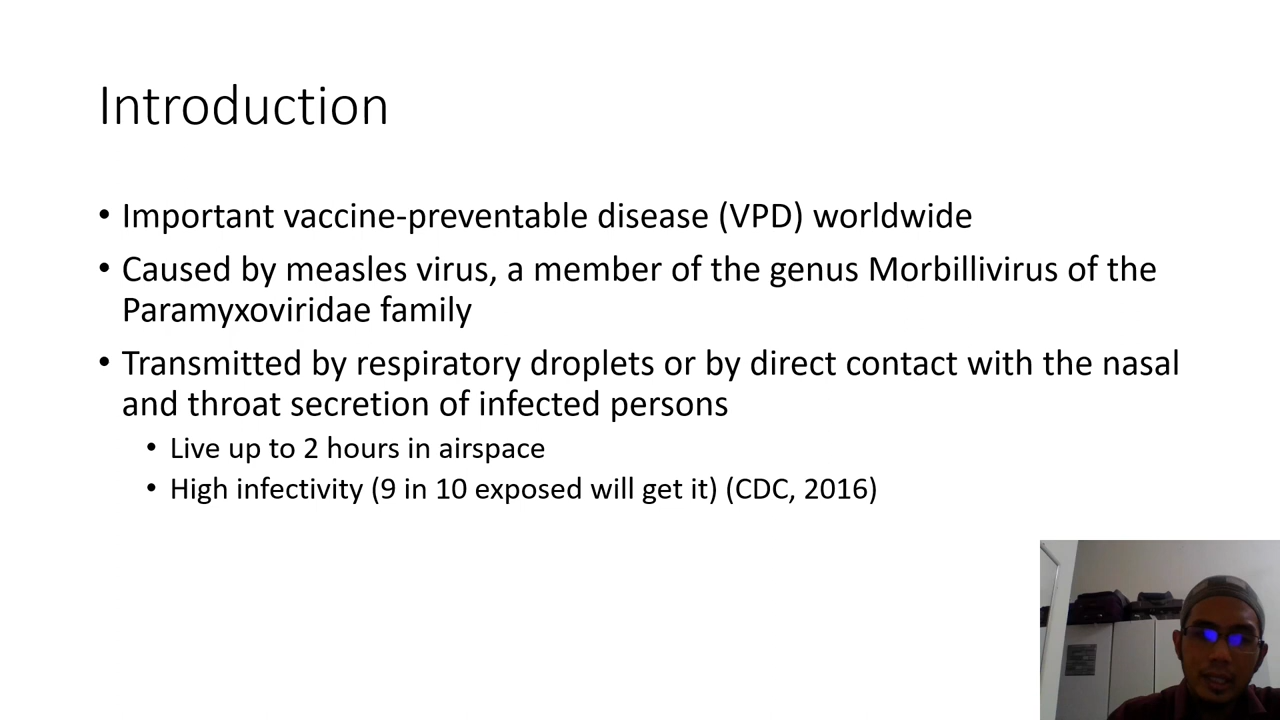 Introduction
• Important vaccine-preventable disease (VPD) worldwide
• Caused by measles virus, a member of the genus Morbillivirus of the
Paramyxoviridae family
• Transmitted by respiratory droplets or by direct contact with the nasal
and throat secretion of infected persons
• Live up to 2 hours in airspace
• High infectivity (9 in 10 exposed will get it) (CDC, 2016)